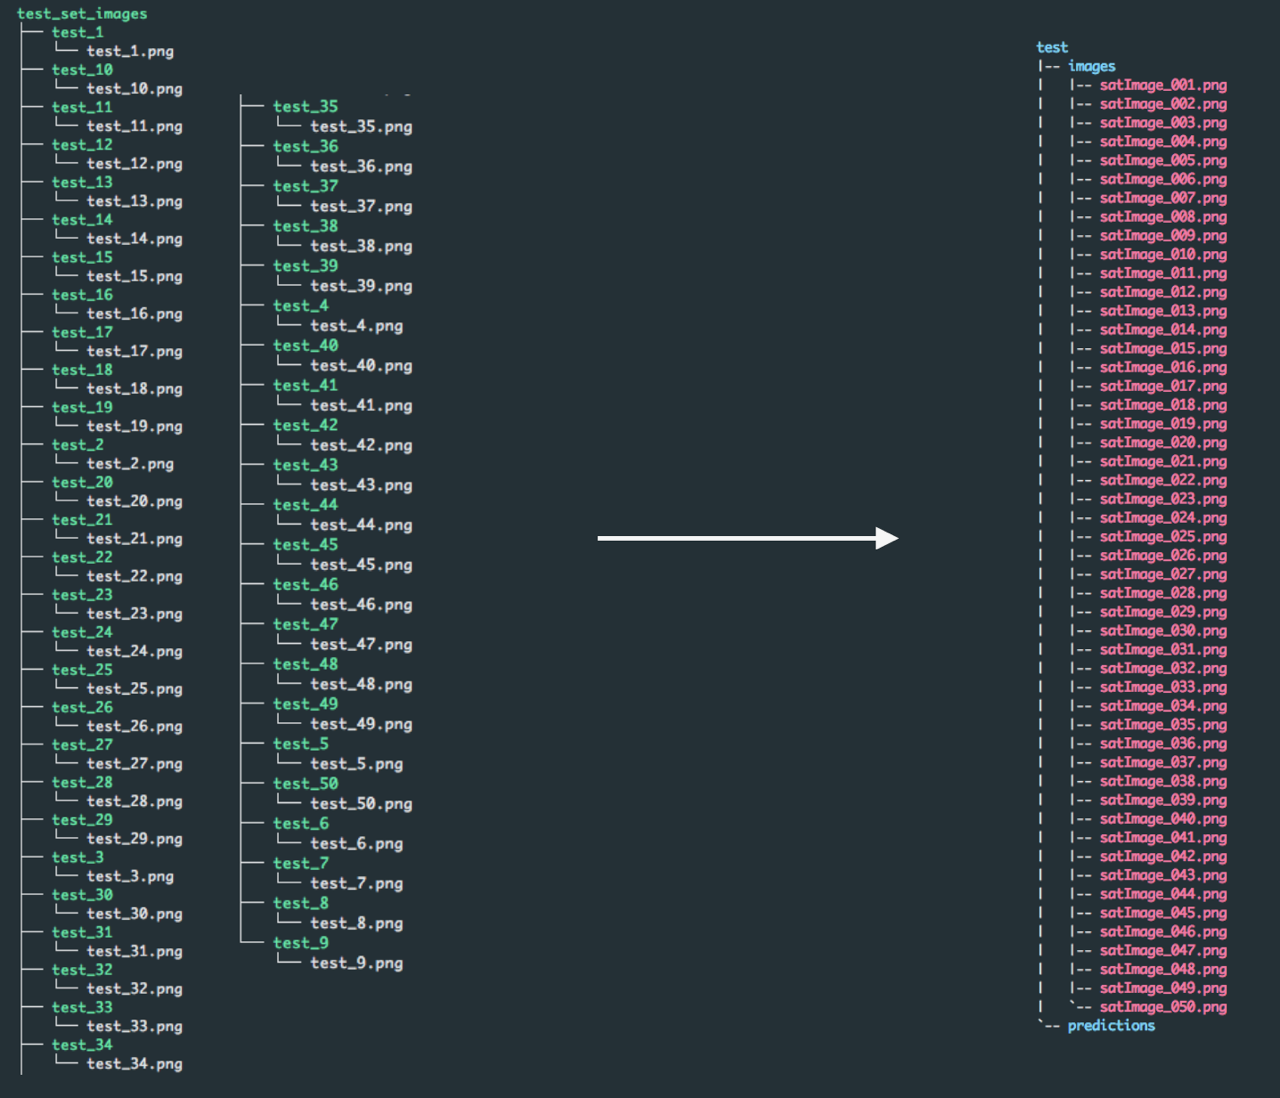 test_set_images
test_1
test_1.png
test_10
test_10.png
test_11
test_11.png
test_12
test_12.png
test_13
test_13.png
test_14
test_14.png
test_15
test_15.png
test_16
test_16.png
test_17
test_17.png
test_18
test_18.png
test_19
test_19.png
test_2
test_2.png
test_20
test_20.png
test_21
test_21.png
test_22
test_22.png
test_23
test_23.png
test_24
test_24.png
test_25
test_25.png
test_26
test_26.png
test_27
test_27.png
test_28
test_28.png
test_29
test_29.png
test_3
test_3.png
test_30
test_30.png
test_31
test_31.png
test_32
test_32.png
test_33
test_33.png
test_34
test_34.png
test_35
test_35.png
test_36
test_36.png
test_37
test_37.png
test_38
test_38.png
test_39
test_39.png
test_4
test_4.png
test_40
test_40.png
test_41
test_41.png
test_42
test_42.png
test_43
test_43.png
test_44
test_44.png
test_45
test_45.png
test_46
test_46.png
test_47
test_47.png
test_48
test_48.png
test_49
test_49.png
test_5
test_5.png
test_50
test_50.png
test_6
test_6.png
test_7
test_7.png
test_8
test_8.png
test_9
test_9.png
test
|-- images
| |-- satImage_001.png
| |-- satImage_002.png
| |-- satImage_003.png
| |-- satImage_004.png
| |-- satImage_005.png
| |-- satImage_006.png
| |-- satImage_007.png
| |-- satImage_008.png
| |-- satImage_009.png
| |-- satImage_010.png
| |-- satImage_011.png
| |-- satImage_012.png
| |-- satImage_013.png
| |-- satImage_014.png
| |-- satImage_015.png
| |-- satImage_016.png
| |-- satImage_017.png
| |-- satImage_018.png
| |-- satImage_019.png
| |-- satImage_020.png
| |-- satImage_021.png
| |-- satImage_022.png
| |-- satImage_023.png
| |-- satImage_024.png
| |-- satImage_025.png
| |-- satImage_026.png
| |-- satImage_027.png
| |-- satImage_028.png
| |-- satImage_029.png
| |-- satImage_030.png
| |-- satImage_031.png
| |-- satImage_032.png
| |-- satImage_033.png
| |-- satImage_034.png
| |-- satImage_035.png
| |-- satImage_036.png
| |-- satImage_037.png
| |-- satImage_038.png
| |-- satImage_039.png
| |-- satImage_040.png
| |-- satImage_041.png
| |-- satImage_042.png
| |-- satImage_043.png
| |-- satImage_044.png
| |-- satImage_045.png
| |-- satImage_046.png
| |-- satImage_047.png
| |-- satImage_048.png
| |-- satImage_049.png
| `-- satImage_050.png
`-- predictions